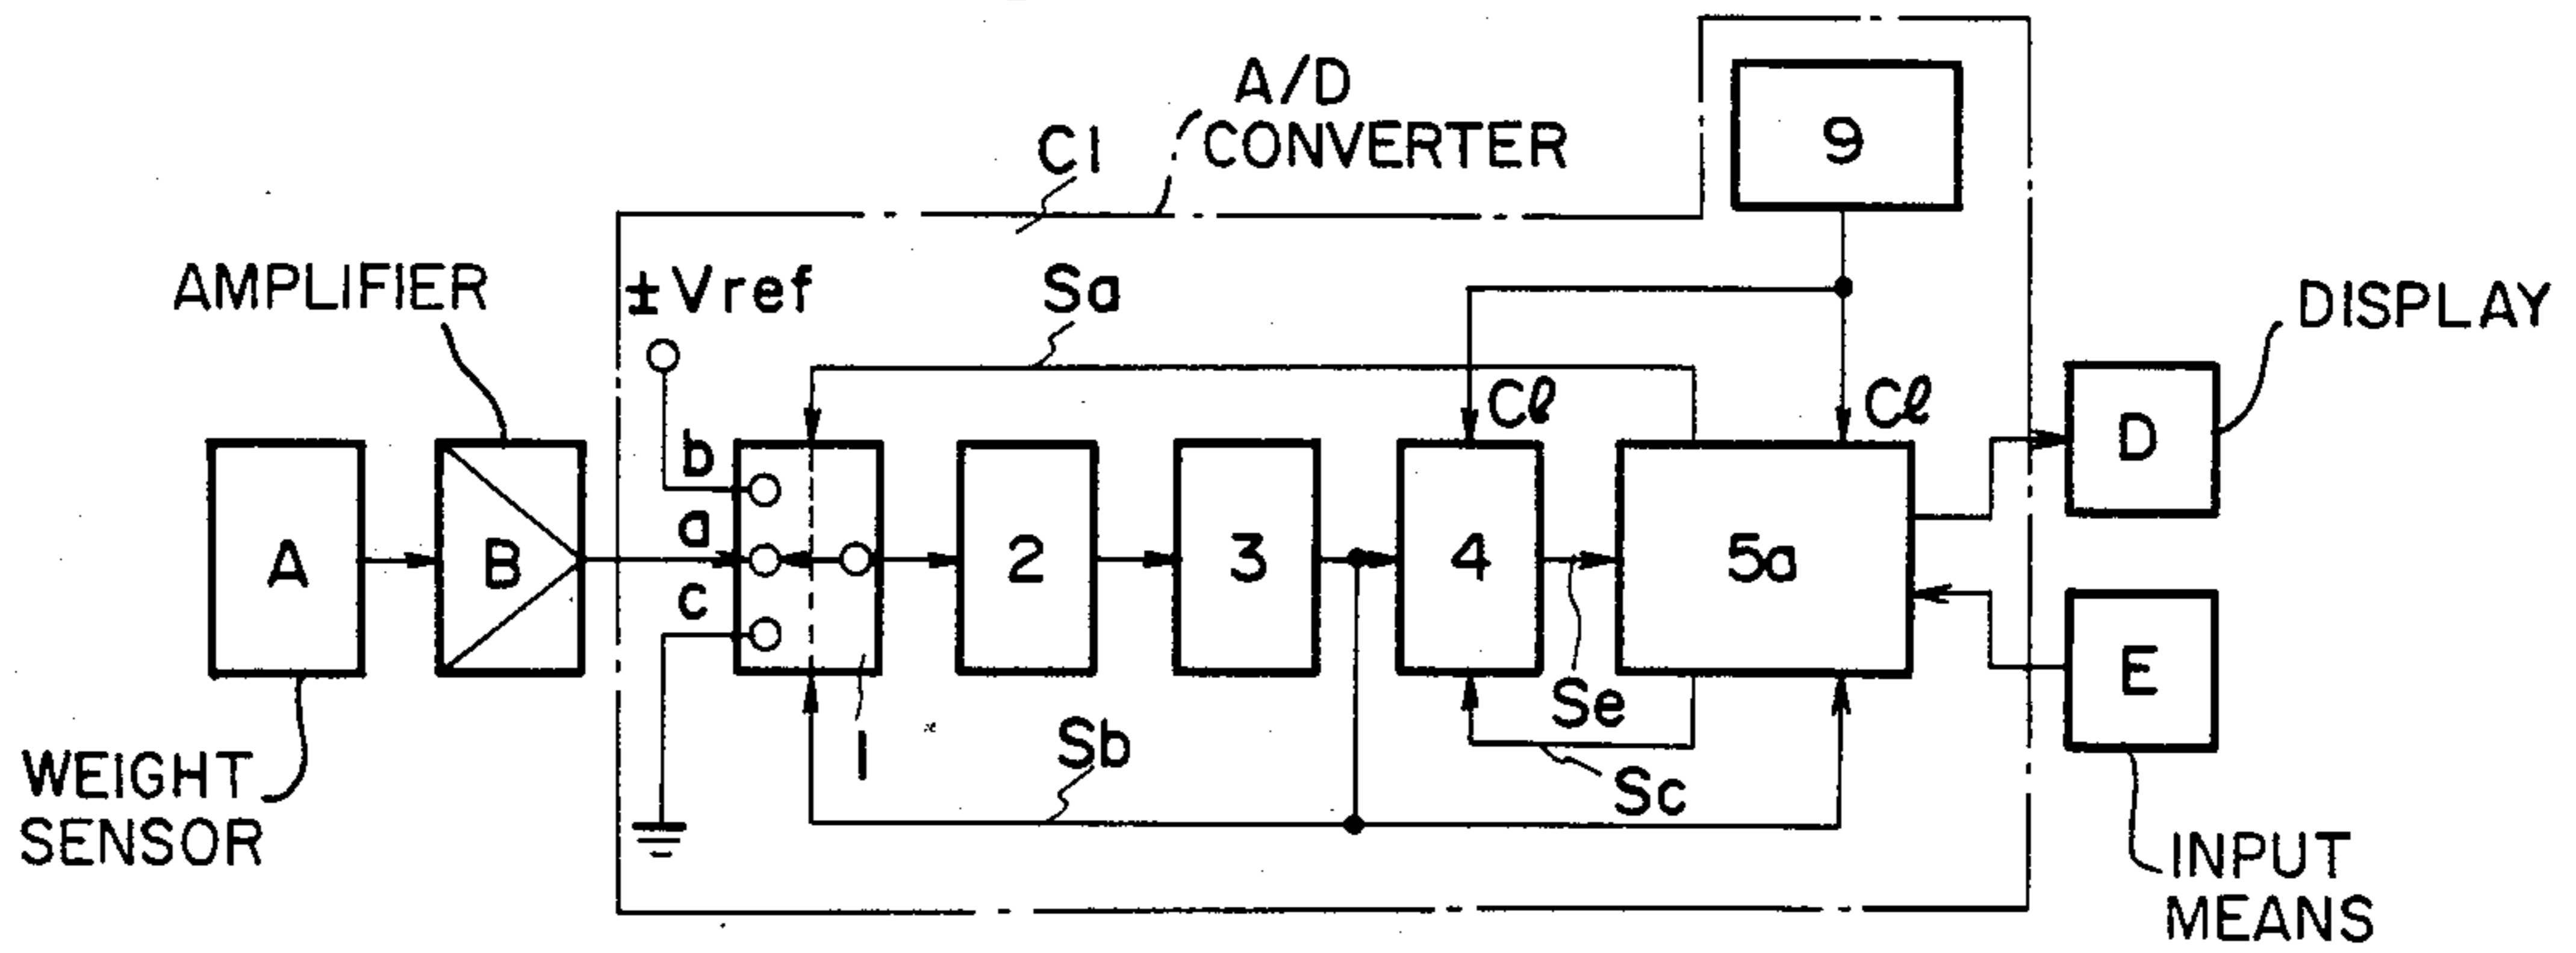 A/D
CONVERTER
C1
9
AMPLIFIER
±Vref
Sa
DISPLAY
Cℓ
Cℓ
b
a
c
A
B
2
3
4
5a
D
E
Se
1
Sb
Sc
WEIGHT
SENSOR
INPUT
MEANS